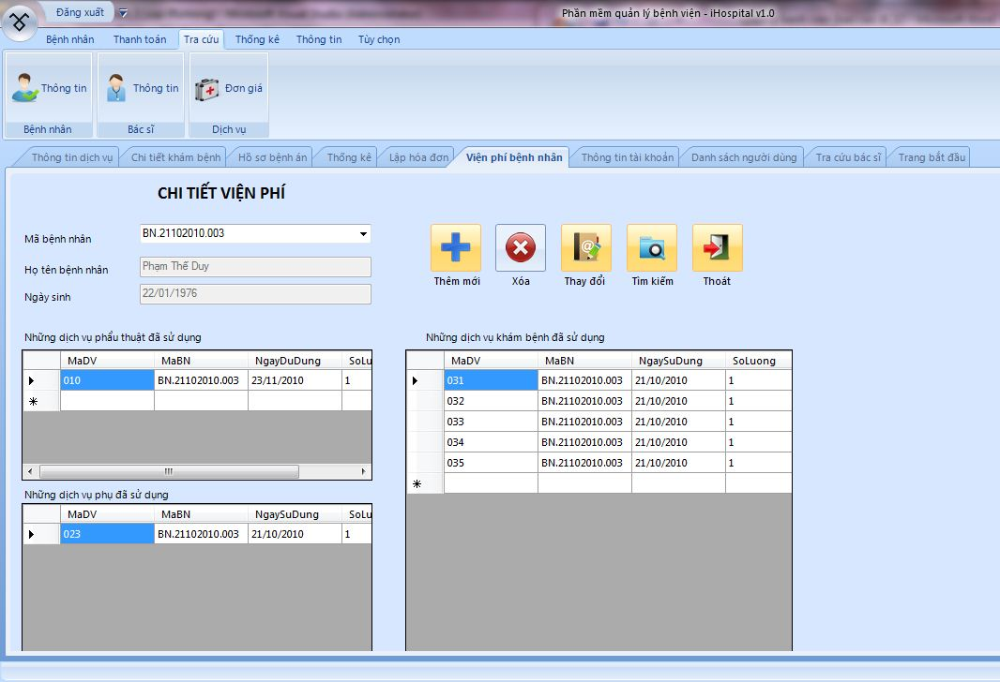 Đăng xuất
Phần mềm quản lý bệnh viện - iHospital v1.0
Bệnh nhân Thanh toán Tra cứu Thống kê Thông tin Tùy chọn
Thông tin Thông tin Đơn giá
Bệnh nhân Bác sĩ Dịch vụ
Thông tin dịch vụ Chi tiết khám bệnh Hồ sơ bệnh án Thống kê Lập hóa đơn Viện phí bệnh nhân Thông tin tài khoản Danh sách người dùng Tra cứu bác sĩ Trang bắt đầu
CHI TIẾT VIỆN PHÍ
Mã bệnh nhân BN.21102010.003
Họ tên bệnh nhân Phạm Thế Duy
Ngày sinh 22/01/1976
Thêm mới Xóa Thay đổi Tìm kiếm Thoát
Những dịch vụ phẩu thuật đã sử dụng
MaDV MaBN NgayDuDung SoLu
010 BN.21102010.003 23/11/2010 1
Những dịch vụ phụ đã sử dụng
MaDV MaBN NgaySuDung SoLu
023 BN.21102010.003 21/10/2010 1
Những dịch vụ khám bệnh đã sử dụng
MaDV MaBN NgaySuDung SoLuong
031 BN.21102010.003 21/10/2010 1
032 BN.21102010.003 21/10/2010 1
033 BN.21102010.003 21/10/2010 1
034 BN.21102010.003 21/10/2010 1
035 BN.21102010.003 21/10/2010 1